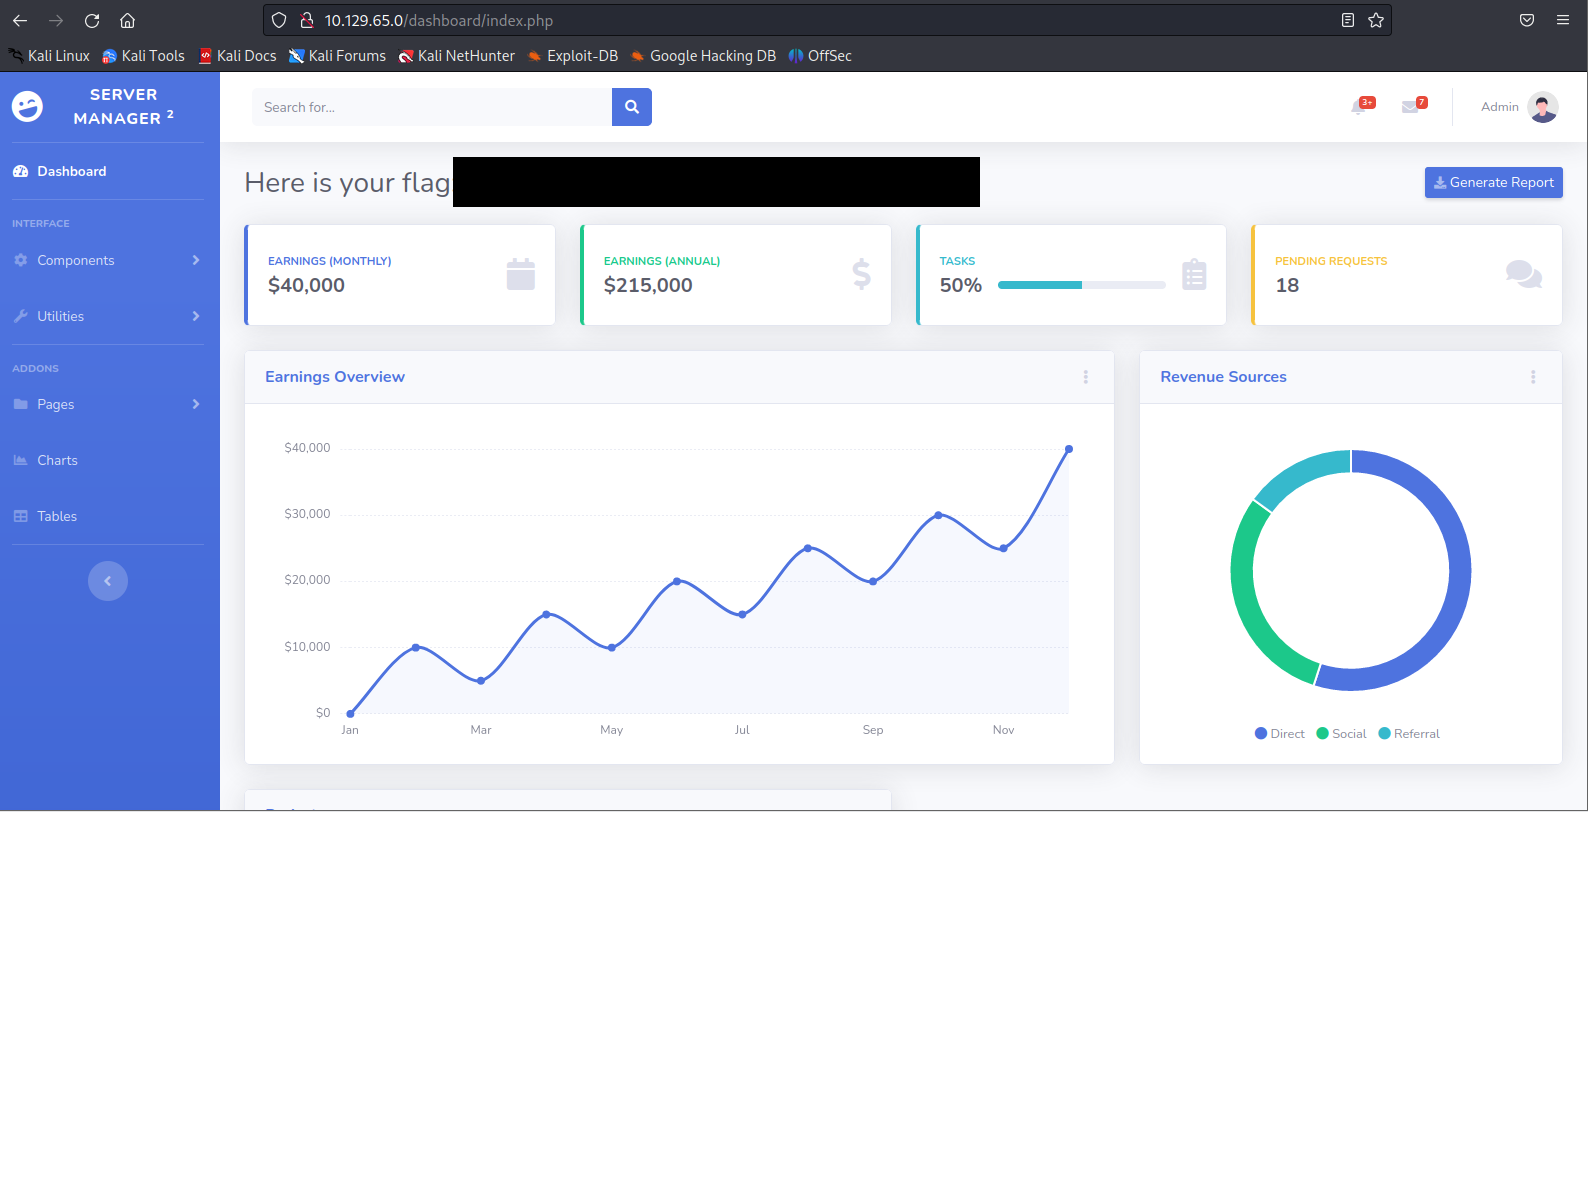 10.129.65.0/dashboard/index.php
Kali Linux Kali Tools Kali Docs Kali Forums Kali NetHunter Exploit-DB Google Hacking DB OffSec
SERVER
MANAGER 2
Search for...
3+
7
Admin
Dashboard
Here is your flag
Generate Report
INTERFACE
Components
Utilities
ADDONS
Pages
Charts
Tables
EARNINGS (MONTHLY)
$40,000
EARNINGS (ANNUAL)
$215,000
TASKS
50%
PENDING REQUESTS
18
Earnings Overview
$40,000
$30,000
$20,000
$10,000
$0
Jan Mar May Jul Sep Nov
Revenue Sources
Direct Social Referral